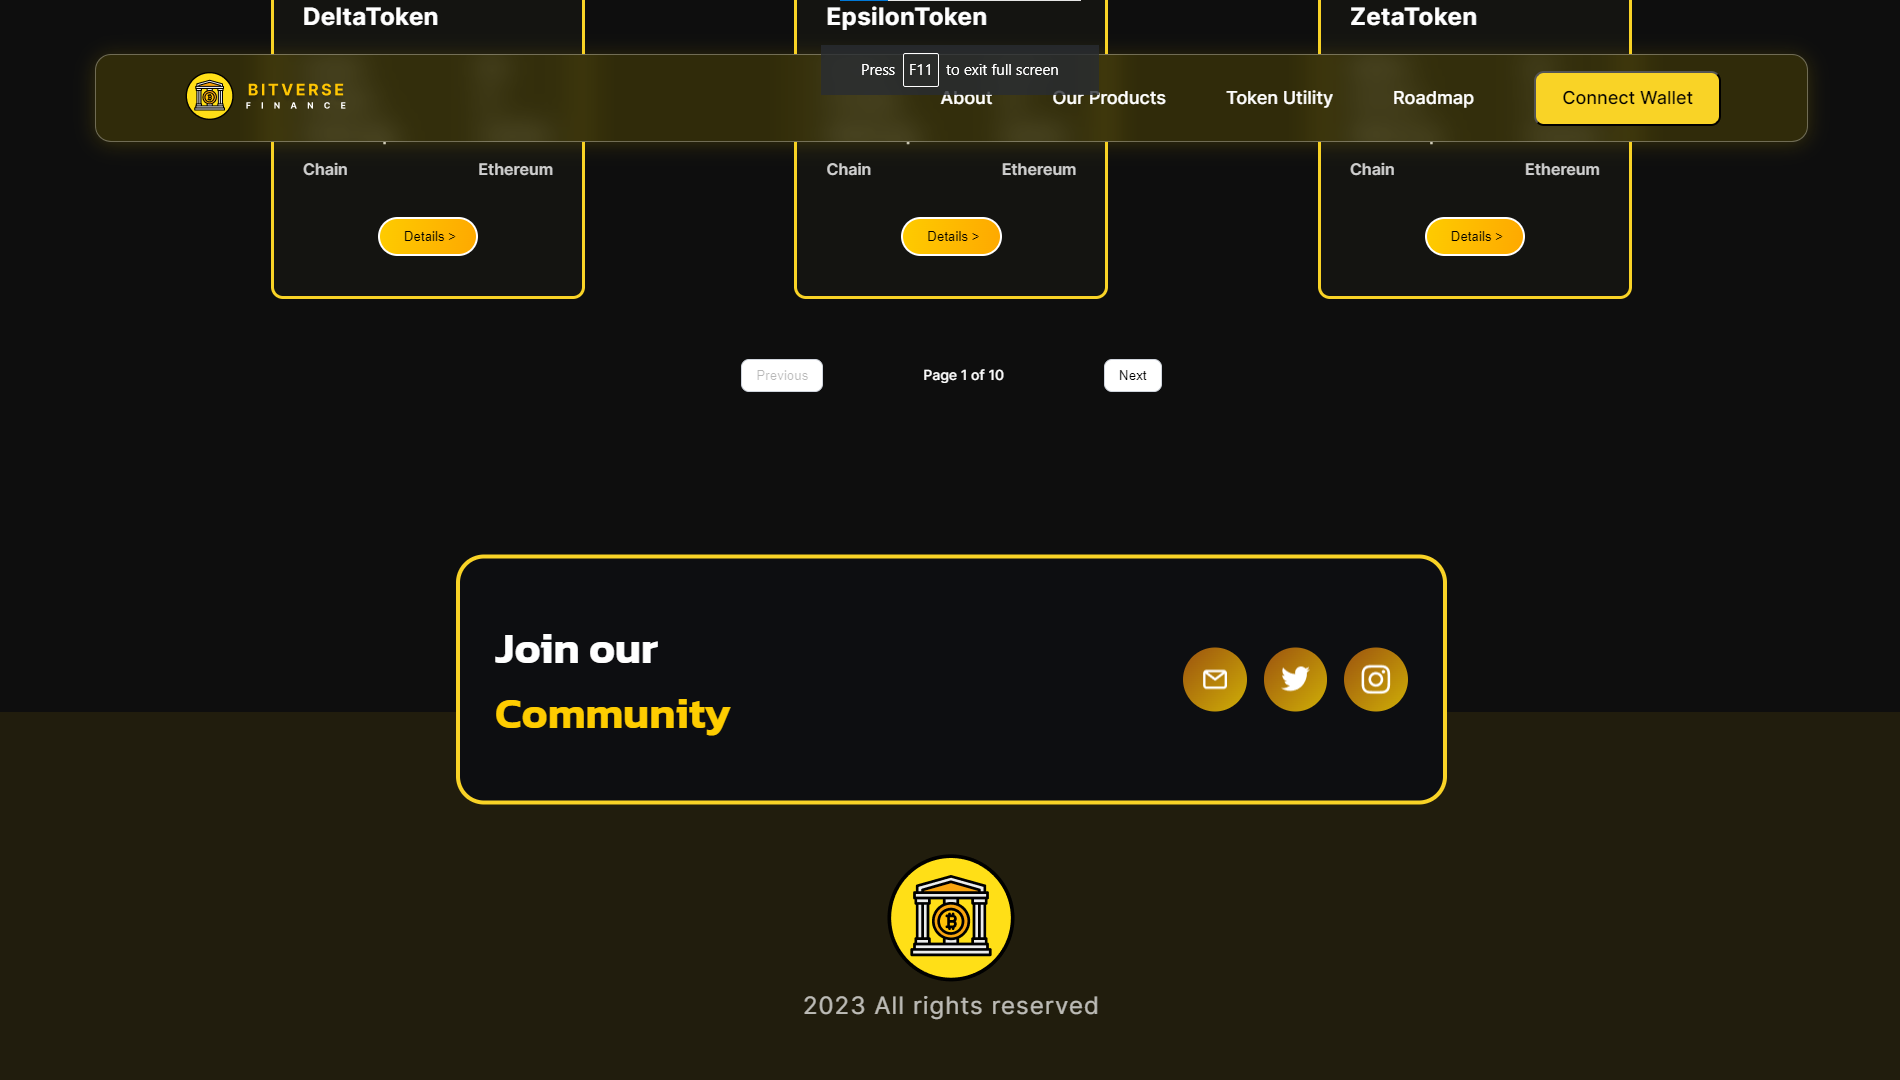 DeltaToken EpsilonToken ZetaToken
Press F11 to exit full screen
BITVERSE
FINANCE
About Our Products Token Utility Roadmap Connect Wallet
Chain Ethereum Chain Ethereum Chain Ethereum
Details > Details > Details >
Previous Page 1 of 10 Next
Join our
Community
2023 All rights reserved